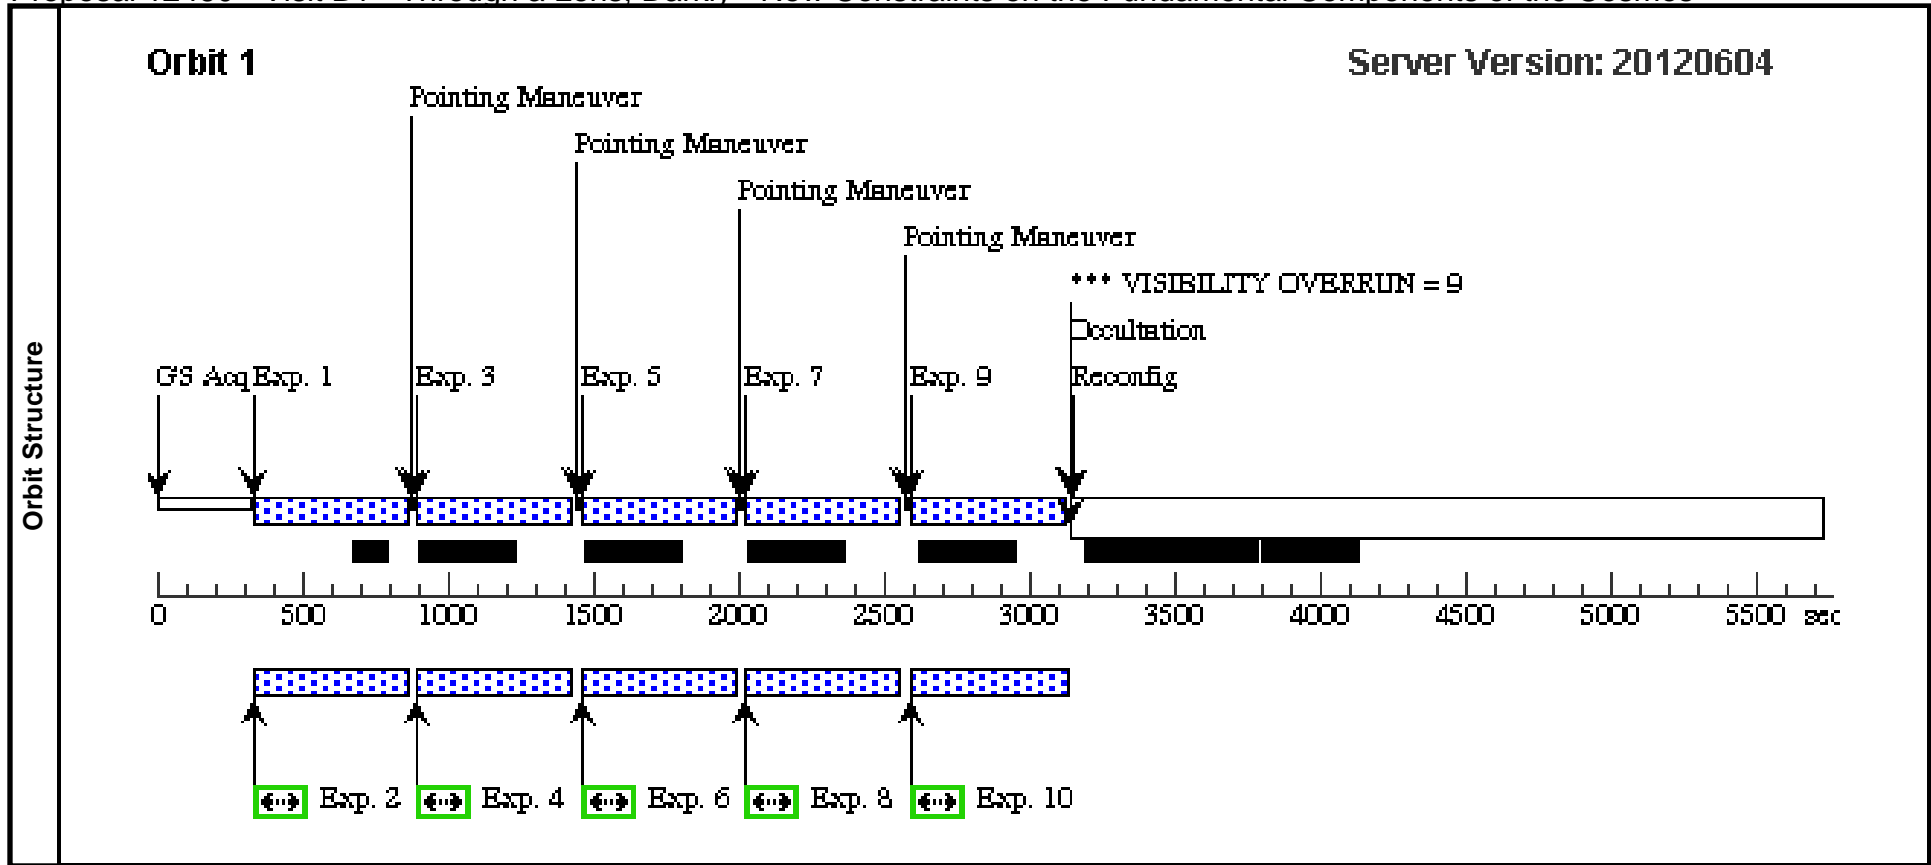 Orbit 1
Server Version: 20120604
Pointing Maneuver
Pointing Maneuver
Pointing Maneuver
Pointing Maneuver
*** VISIBILITY OVERRUN = 9
Occultation
GS Acq Exp. 1 Exp. 3 Exp. 5 Exp. 7 Exp. 9 Reconfig
Orbit Structure
0 500 1000 1500 2000 2500 3000 3500 4000 4500 5000 5500 sec
Exp. 2 Exp. 4 Exp. 6 Exp. 8 Exp. 10